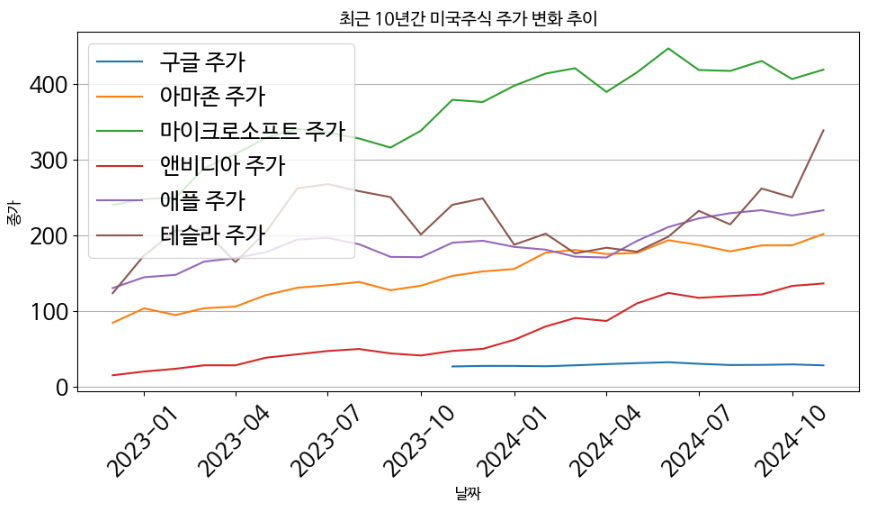 최근 10년간 미국주식 주가 변화 추이
구글 주가
아마존 주가
마이크로소프트 주가
앤비디아 주가
애플 주가
테슬라 주가
종가
400
300
200
100
0
2023-01
2023-04
2023-07
2023-10
2024-01
2024-04
2024-07
2024-10
날짜